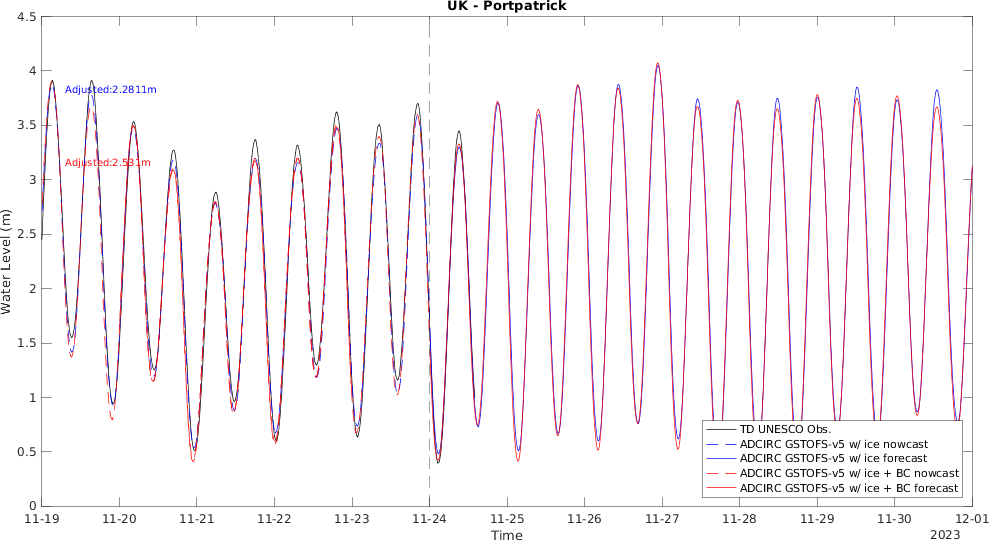 UK - Portpatrick
4.5
4
3.5
3
2.5
2
1.5
1
0.5
0
Water Level (m)
Adjusted:2.2811m
Adjusted:2.531m
TD UNESCO Obs.
ADCIRC GSTOFS-v5 w/ ice nowcast
ADCIRC GSTOFS-v5 w/ ice forecast
ADCIRC GSTOFS-v5 w/ ice + BC nowcast
ADCIRC GSTOFS-v5 w/ ice + BC forecast
11-19 11-20 11-21 11-22 11-23 11-24 11-25 11-26 11-27 11-28 11-29 11-30 12-01
Time
2023